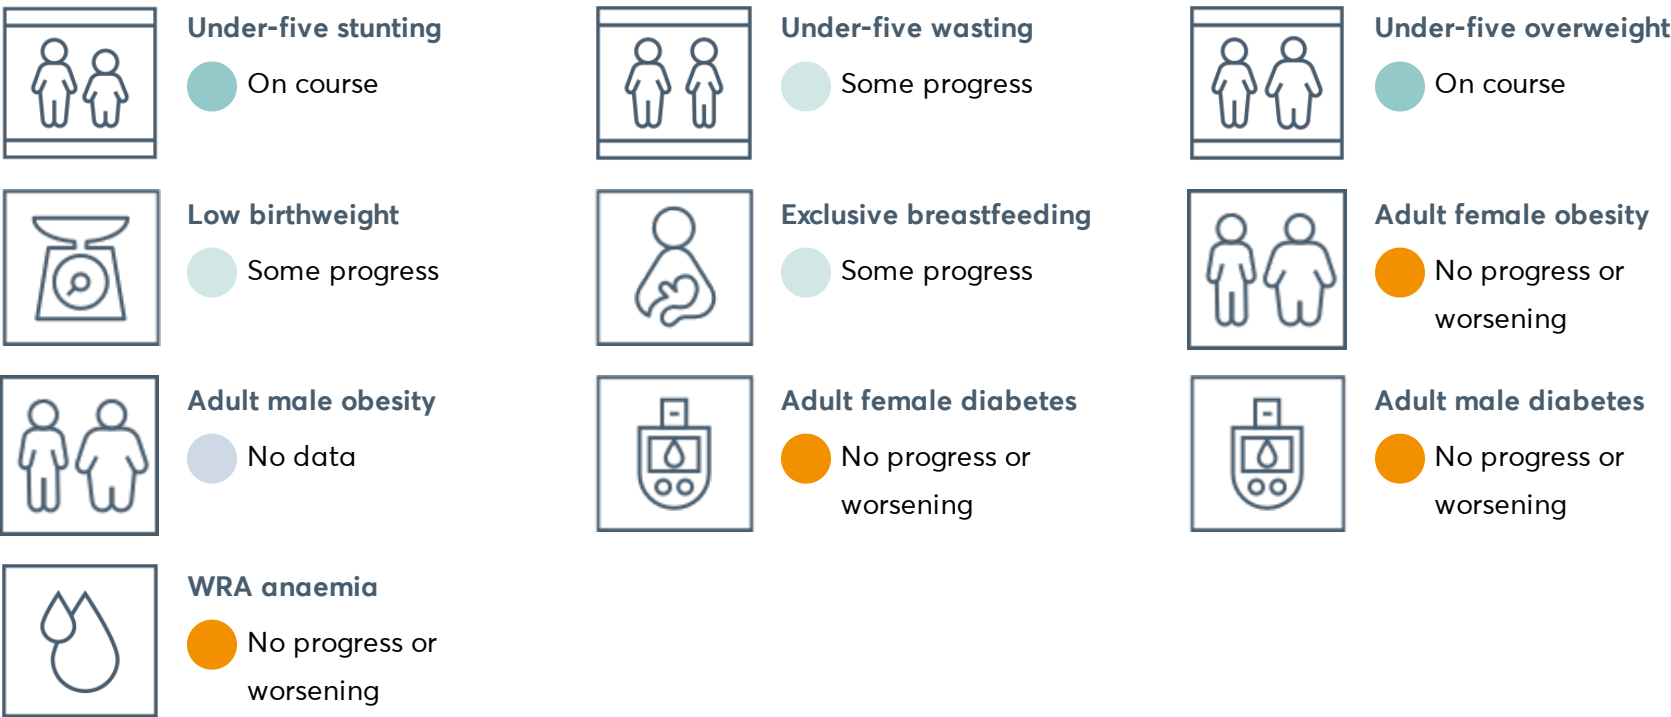 Under-five stunting
On course
Under-five wasting
Some progress
Under-five overweight
On course
Low birthweight
Some progress
Exclusive breastfeeding
Some progress
Adult female obesity
No progress or
worsening
Adult male obesity
No data
Adult female diabetes
No progress or
worsening
Adult male diabetes
No progress or
worsening
WRA anaemia
No progress or
worsening